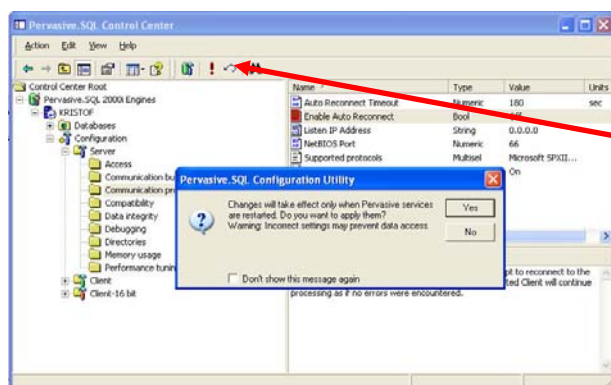 Pervasive.SQL Control Center
Action Edit View Help
Control Center Root
Pervasive.SQL 2000i Engines
KRISTOF
Databases
Configuration
Server
Access
Communication bu
Communication pro
Compatibility
Data integrity
Debugging
Directories
Memory usage
Performance tunin
Client
Client-16 bit
Name Type Value Units
Auto Reconnect Timeout Numeric 180 sec
Enable Auto Reconnect Bool
Listen IP Address String 0.0.0.0
NetBIOS Port Numeric 66
Supported protocols Multisel Microsoft SPXII...
On
Pervasive.SQL Configuration Utility
Changes will take effect only when Pervasive services
are restarted. Do you want to apply them?
Warning: Incorrect settings may prevent data access.
Yes
No
Don't show this message again
pt to reconnect to the
ted Client will continue
processing as if no errors were encountered.